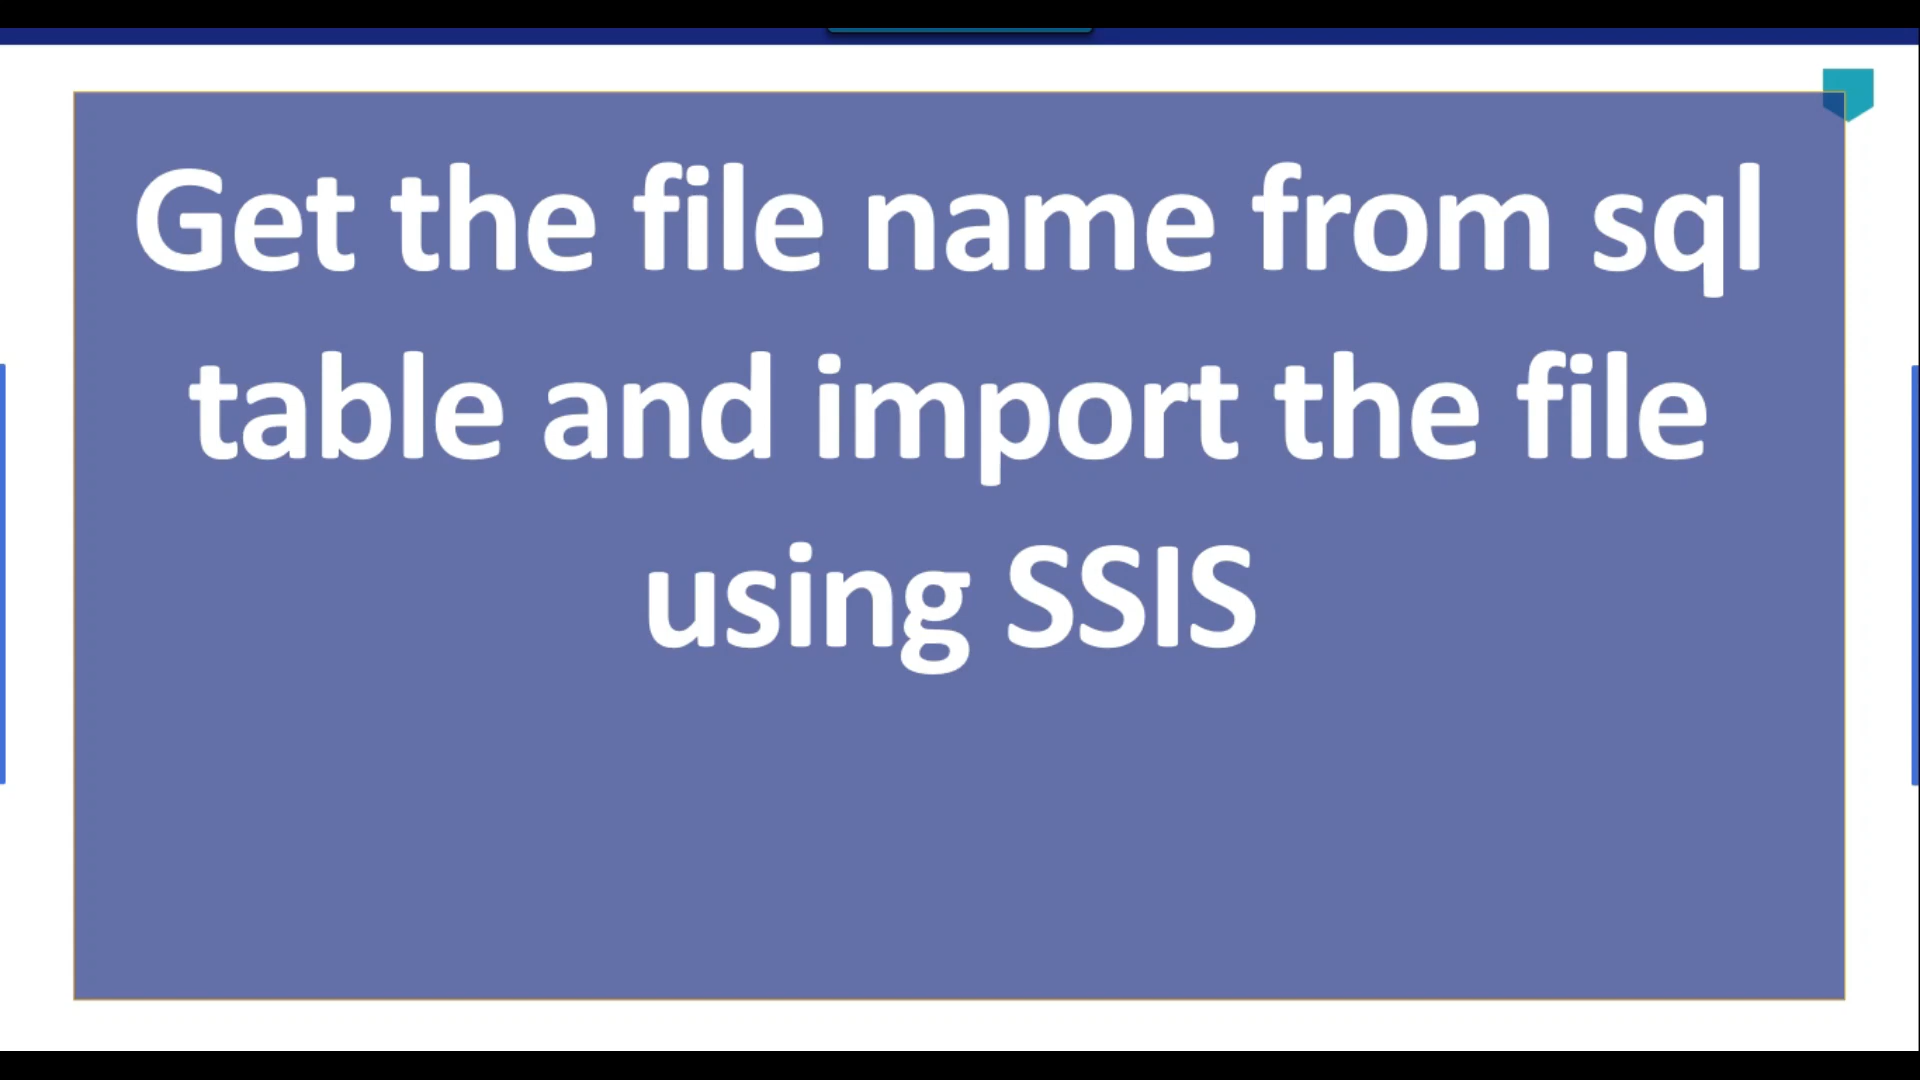 Get the file name from sql
table and import the file
using SSIS